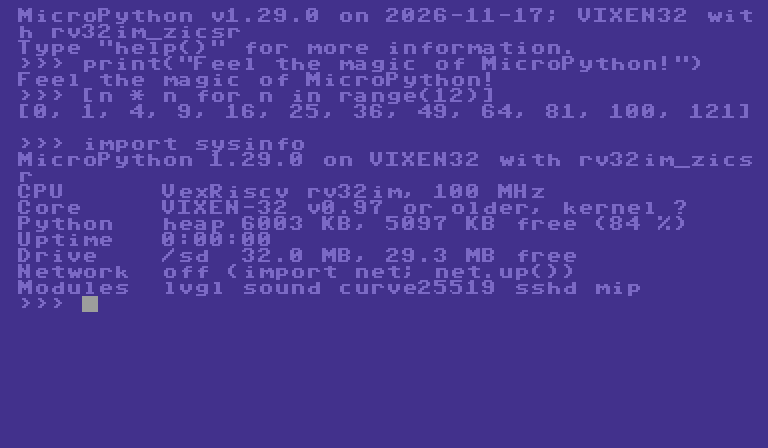 MicroPython v1.29.0 on 2026-11-17; VIXEN32 wit
h rv32im_zicsr
Type "help()" for more information.
>>> print("Feel the magic of MicroPython!")
Feel the magic of MicroPython!
>>> [n * n for n in range(12)]
[0, 1, 4, 9, 16, 25, 36, 49, 64, 81, 100, 121]
>>> import sysinfo
MicroPython 1.29.0 on VIXEN32 with rv32im_zics
r
CPU      VexRiscv rv32im, 100 MHz
Core     VIXEN-32 v0.97 or older, kernel ?
Python   heap 6003 KB, 5097 KB free (84 %)
Uptime   0:00:00
Drive    /sd  32.0 MB, 29.3 MB free
Network  off (import net; net.up())
Modules  lvgl sound curve25519 sshd mip
>>>